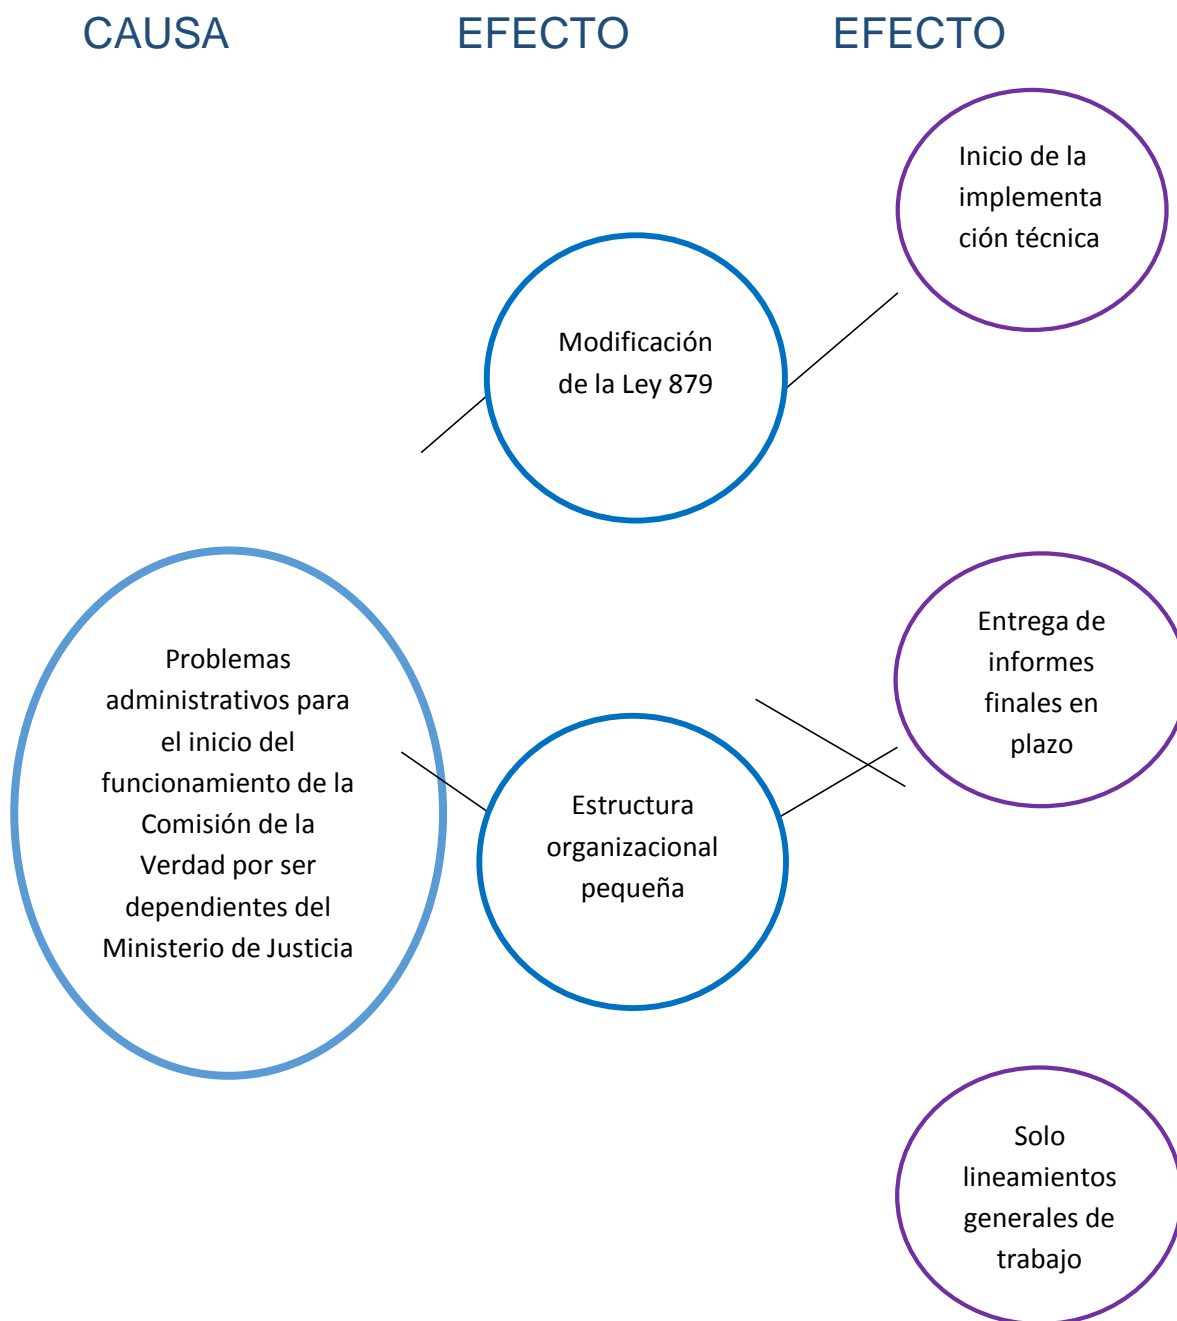 CAUSA
EFECTO
EFECTO
Inicio de la
implementa
ción técnica
Modificación
de la Ley 879
Problemas
administrativos para
el inicio del
funcionamiento de la
Comisión de la
Verdad por ser
dependientes del
Ministerio de Justicia
Estructura
organizacional
pequeña
Entrega de
informes
finales en
plazo
Solo
lineamientos
generales de
trabajo